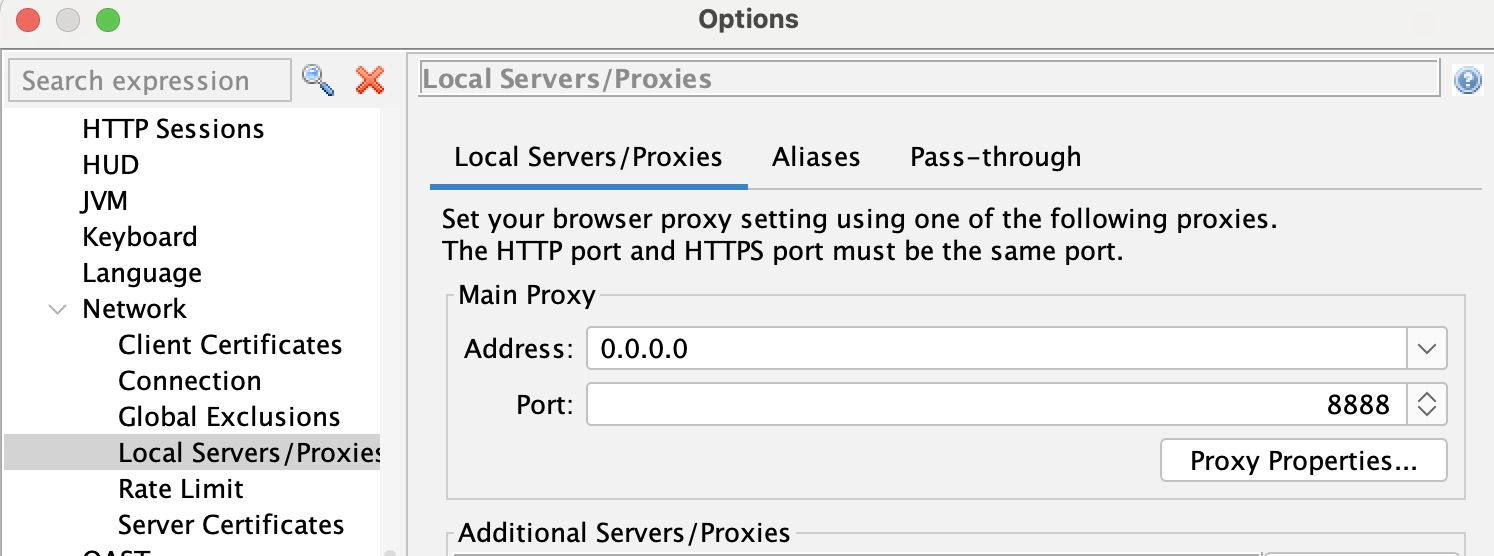 Options
Search expression
HTTP Sessions
HUD
JVM
Keyboard
Language
Network
Client Certificates
Connection
Global Exclusions
Local Servers/Proxies
Rate Limit
Server Certificates
OAST
Local Servers/Proxies
Local Servers/Proxies Aliases Pass-through
Set your browser proxy setting using one of the following proxies.
The HTTP port and HTTPS port must be the same port.
Main Proxy
Address: 0.0.0.0
Port: 8888
Proxy Properties...
Additional Servers/Proxies